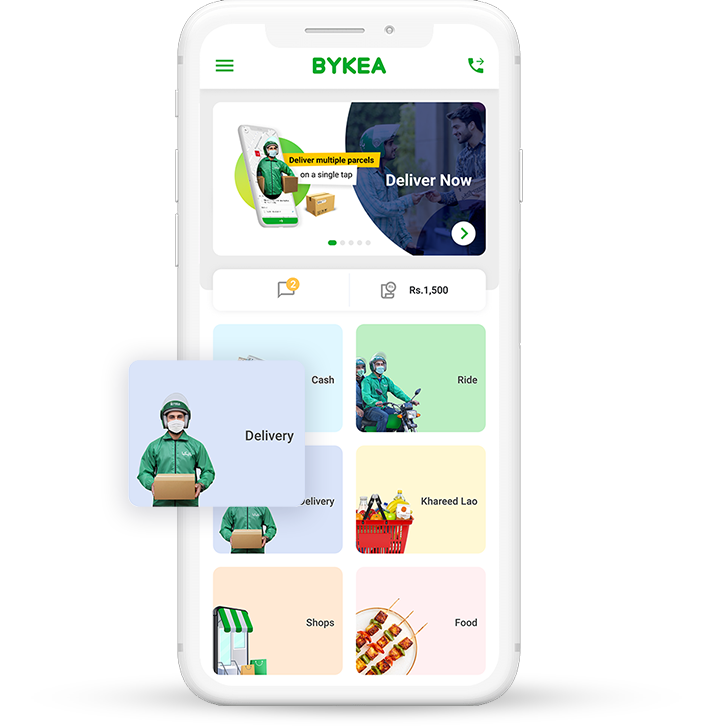 BYKEA
Deliver multiple parcels
on a single tap
Deliver Now
2
Rs.1,500
Cash
Ride
Delivery
Delivery
Khareed Lao
Shops
Food